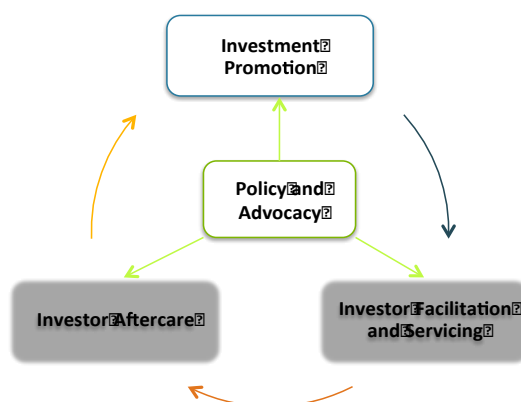 Investment
Promotion
Policy and
Advocacy
Investor Aftercare
Investor Facilitation
and Servicing